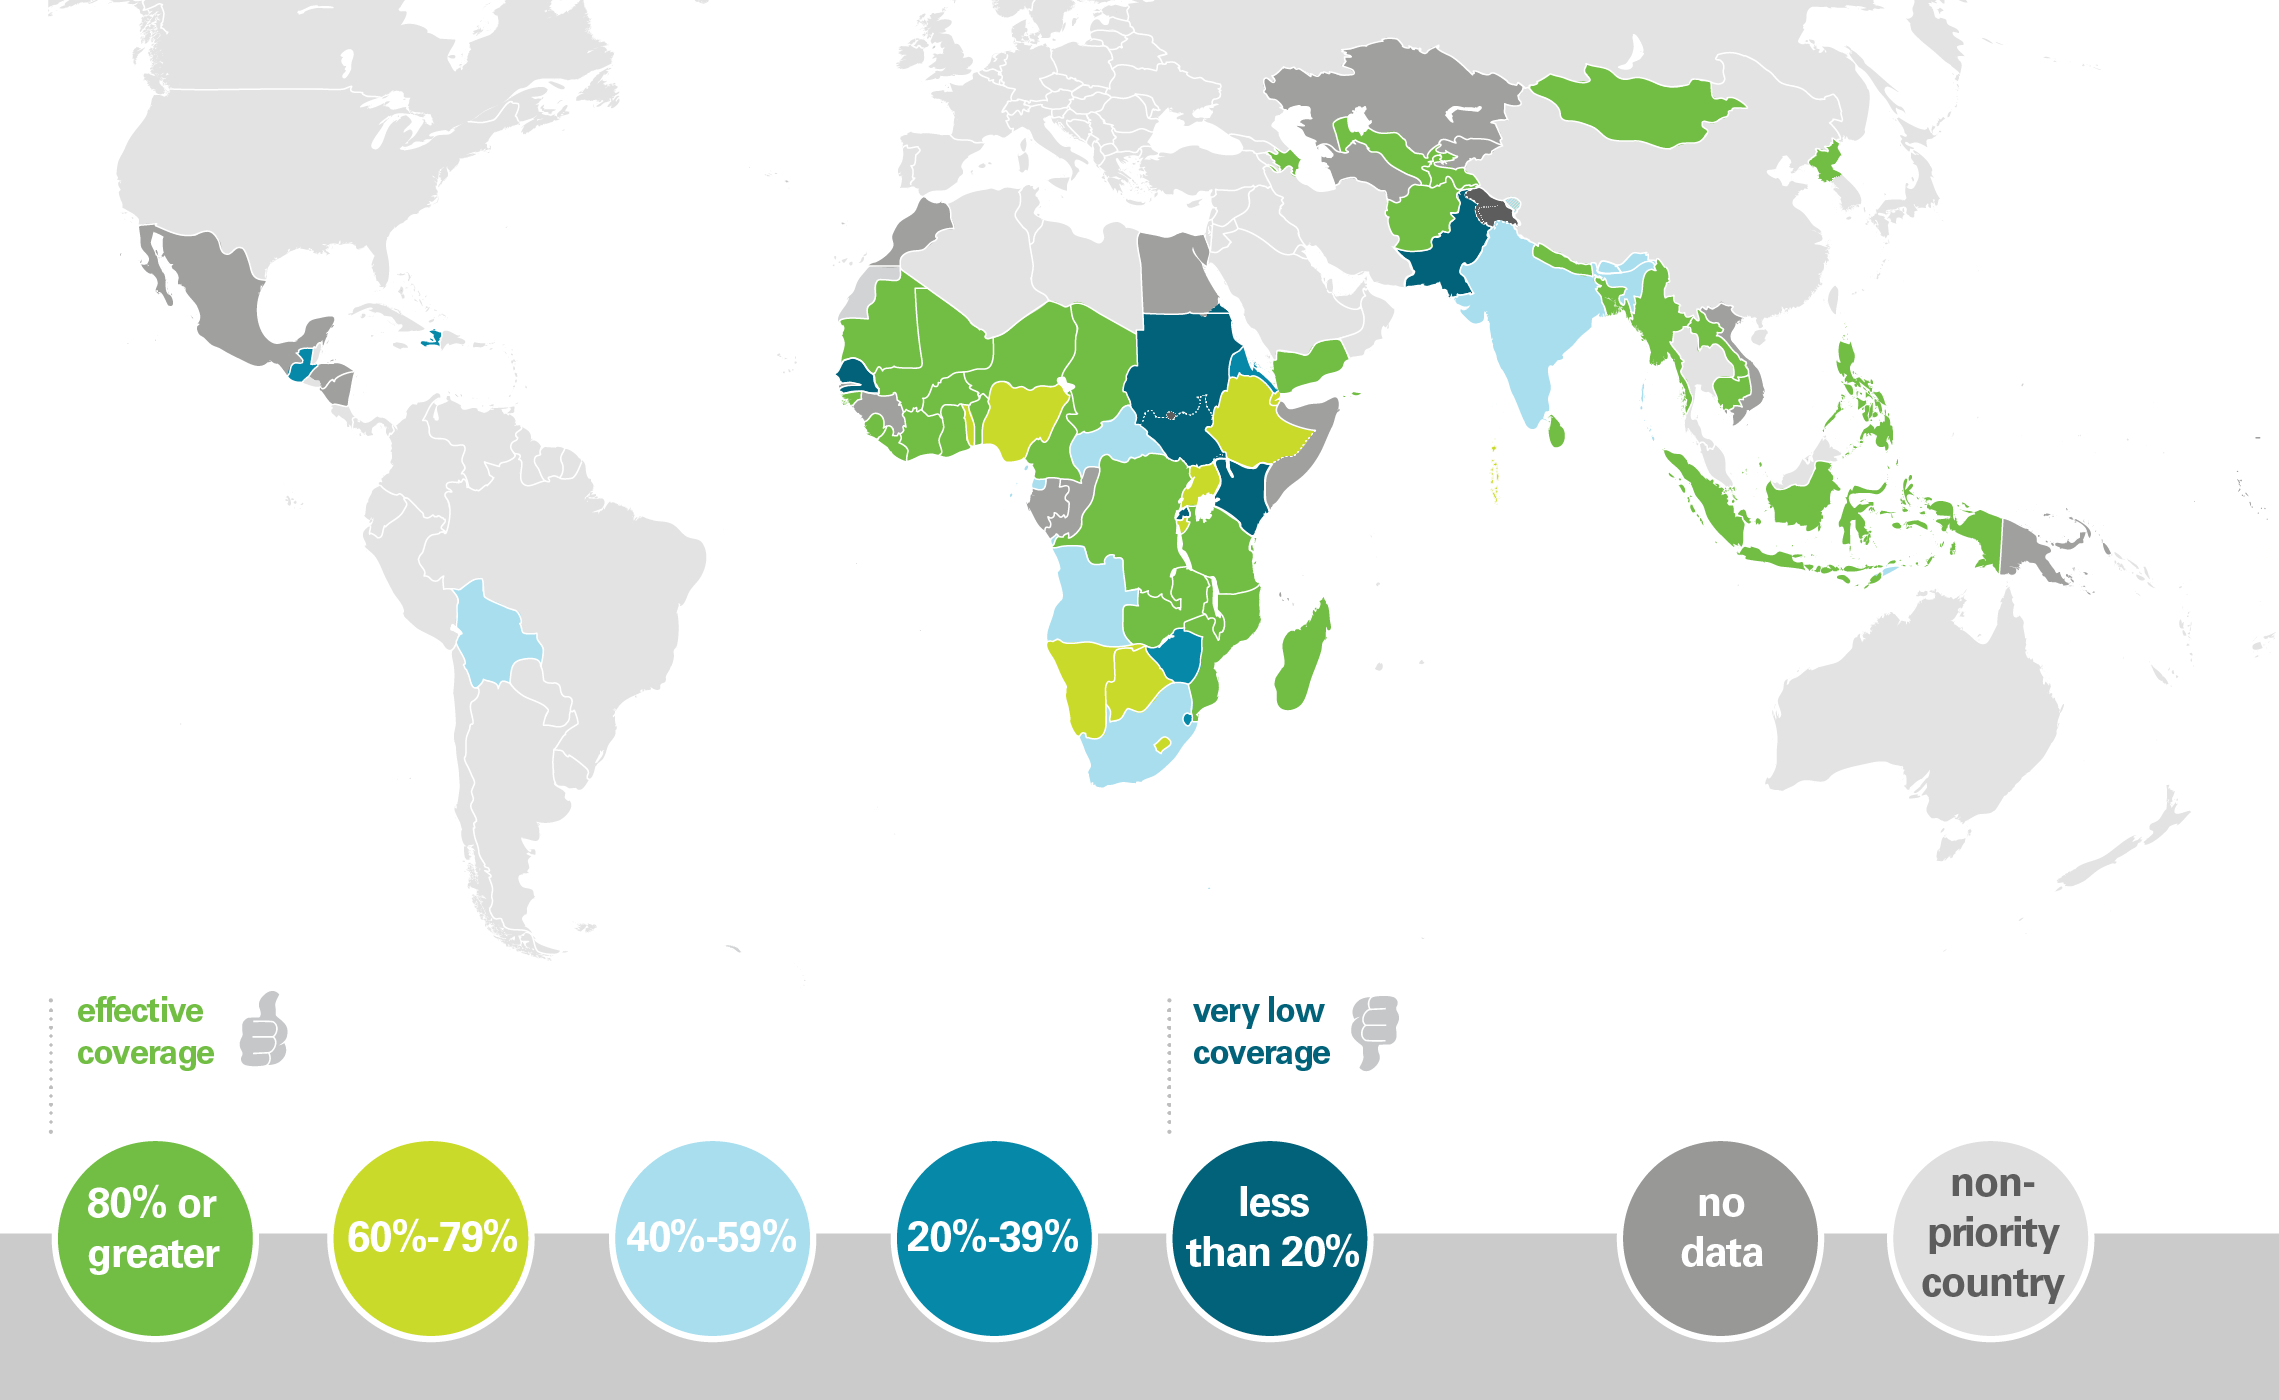 effective
coverage
very low
coverage
80% or
greater
60%-79%
40%-59%
20%-39%
less
than 20%
no
data
non-
priority
country